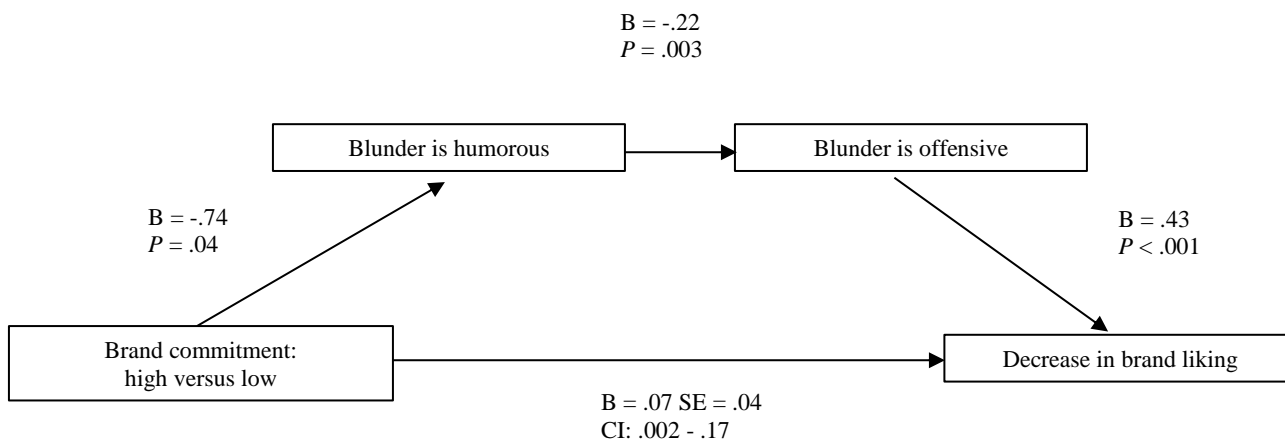 B = -.22
P = .003
Blunder is humorous
Blunder is offensive
B = -.74
P = .04
B = .43
P < .001
Brand commitment:
high versus low
Decrease in brand liking
B = .07 SE = .04
CI: .002 - .17